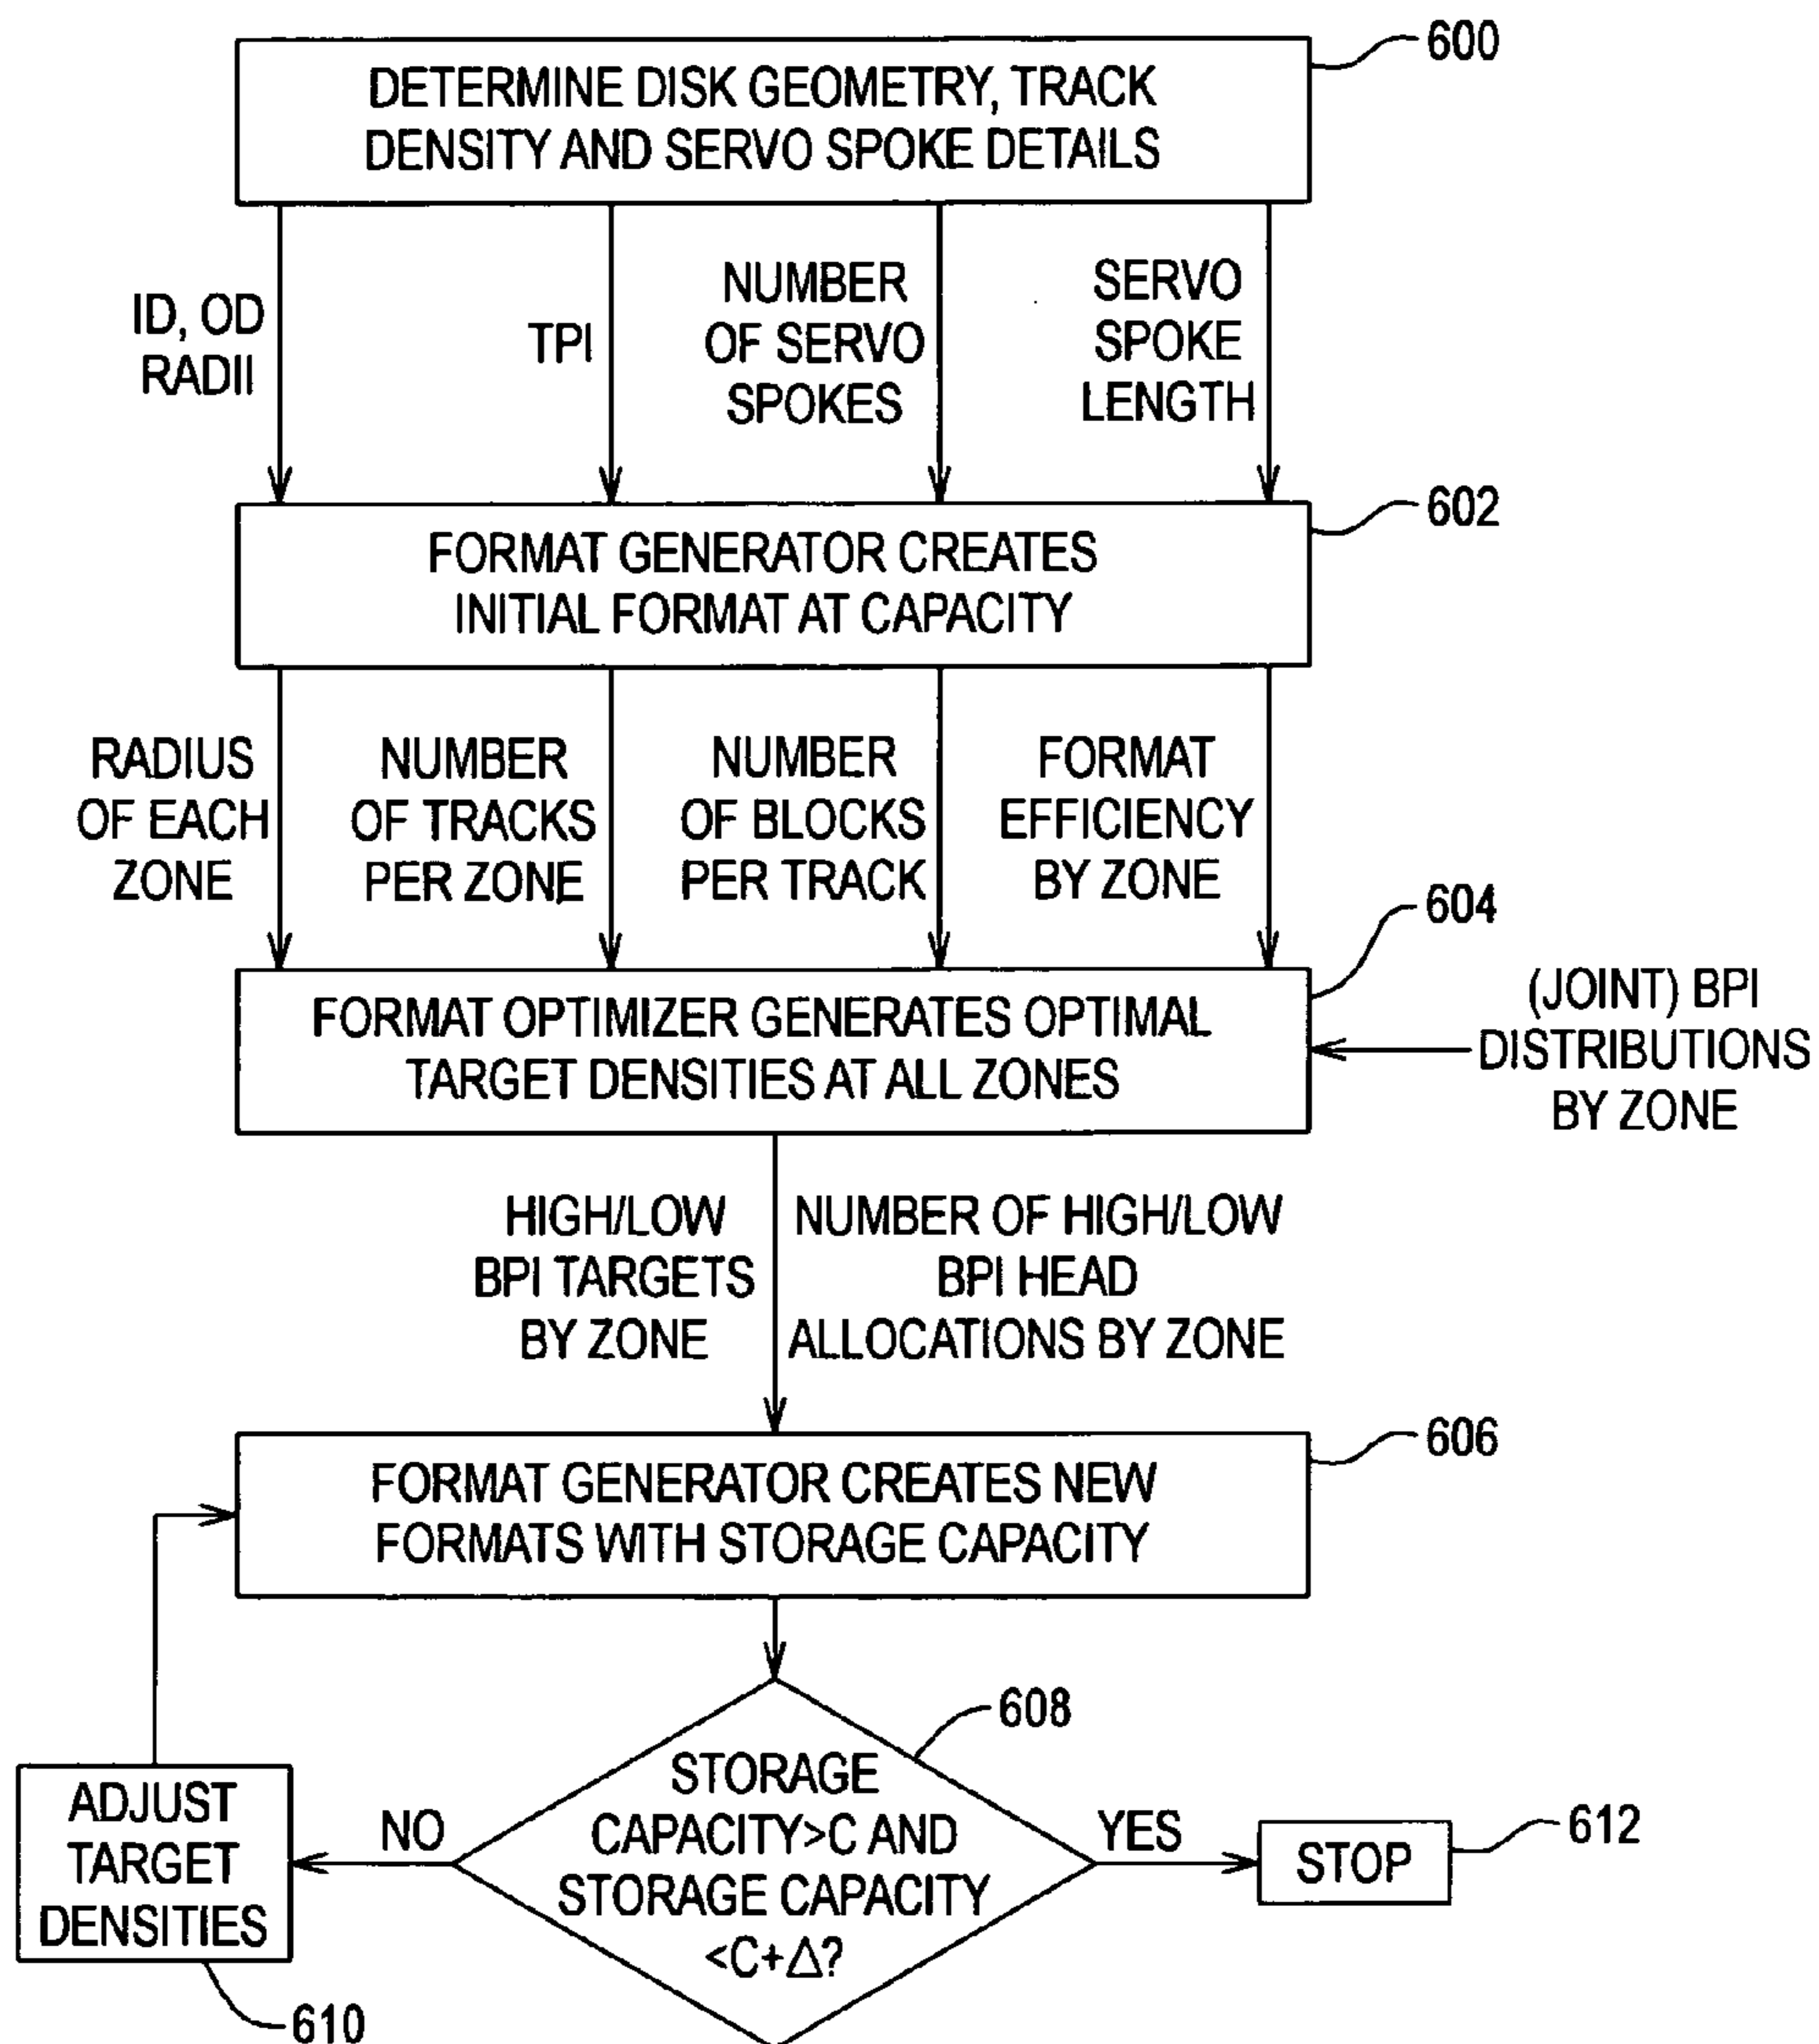 600
DETERMINE DISK GEOMETRY, TRACK
DENSITY AND SERVO SPOKE DETAILS
ID, OD
RADII
TPI
NUMBER
OF SERVO
SPOKES
SERVO
SPOKE
LENGTH
602
FORMAT GENERATOR CREATES
INITIAL FORMAT AT CAPACITY
RADIUS
OF EACH
ZONE
NUMBER
OF TRACKS
PER ZONE
NUMBER
OF BLOCKS
PER TRACK
FORMAT
EFFICIENCY
BY ZONE
604
FORMAT OPTIMIZER GENERATES OPTIMAL
TARGET DENSITIES AT ALL ZONES
(JOINT) BPI
DISTRIBUTIONS
BY ZONE
HIGH/LOW
BPI TARGETS
BY ZONE
NUMBER OF HIGH/LOW
BPI HEAD
ALLOCATIONS BY ZONE
606
FORMAT GENERATOR CREATES NEW
FORMATS WITH STORAGE CAPACITY
608
STORAGE
CAPACITY>C AND
STORAGE CAPACITY
<C+Δ?
NO
ADJUST
TARGET
DENSITIES
610
YES
STOP
612